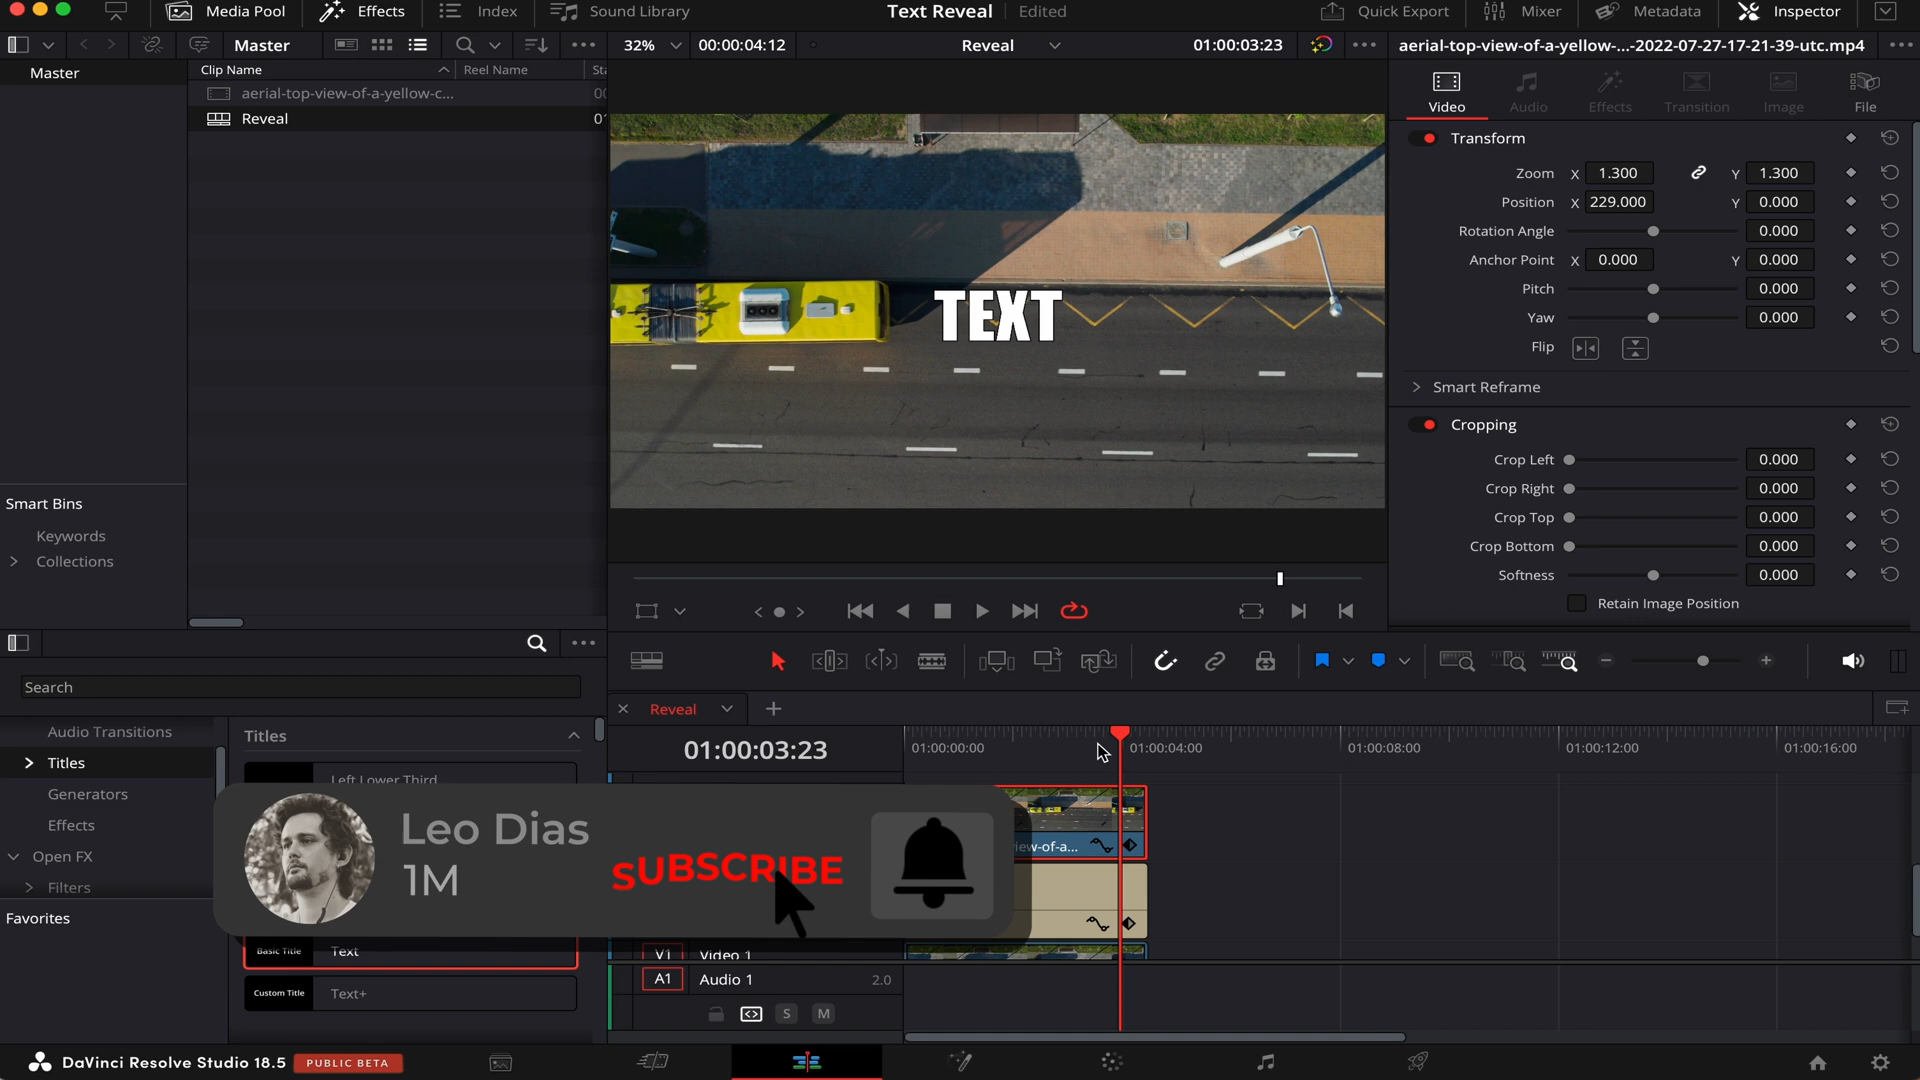 Media Pool
Effects
Index
Sound Library
Text Reveal
Edited
Quick Export
Mixer
Metadata
Inspector
Master
32%
00:00:04:12
Reveal
01:00:03:23
aerial-top-view-of-a-yellow-...-2022-07-27-17-21-39-utc.mp4
Master
Clip Name
Reel Name
aerial-top-view-of-a-yellow-c...
Reveal
Smart Bins
Keywords
Collections
TEXT
Video
Audio
Effects
Transition
Image
File
Transform
Zoom X 1.300 Y 1.300
Position X 229.000 Y 0.000
Rotation Angle 0.000
Anchor Point X 0.000 Y 0.000
Pitch 0.000
Yaw 0.000
Flip
Smart Reframe
Cropping
Crop Left 0.000
Crop Right 0.000
Crop Top 0.000
Crop Bottom 0.000
Softness 0.000
Retain Image Position
Search
Audio Transitions
Titles
Generators
Effects
Open FX
Filters
Favorites
Titles
Left Lower Third
Basic Title
Text
Custom Title
Text+
Reveal
01:00:03:23
01:00:00:00
01:00:04:00
01:00:08:00
01:00:12:00
01:00:16:00
iew-of-a...
Leo Dias
1M
SUBSCRIBE
V1
Video 1
A1
Audio 1
2.0
S
M
DaVinci Resolve Studio 18.5
PUBLIC BETA